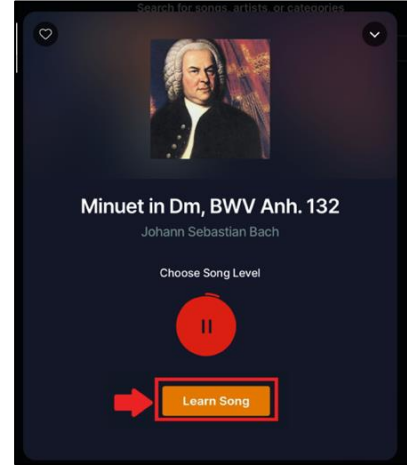 Search for songs, artists, or categories
Minuet in Dm, BWV Anh. 132
Johann Sebastian Bach
Choose Song Level
Learn Song